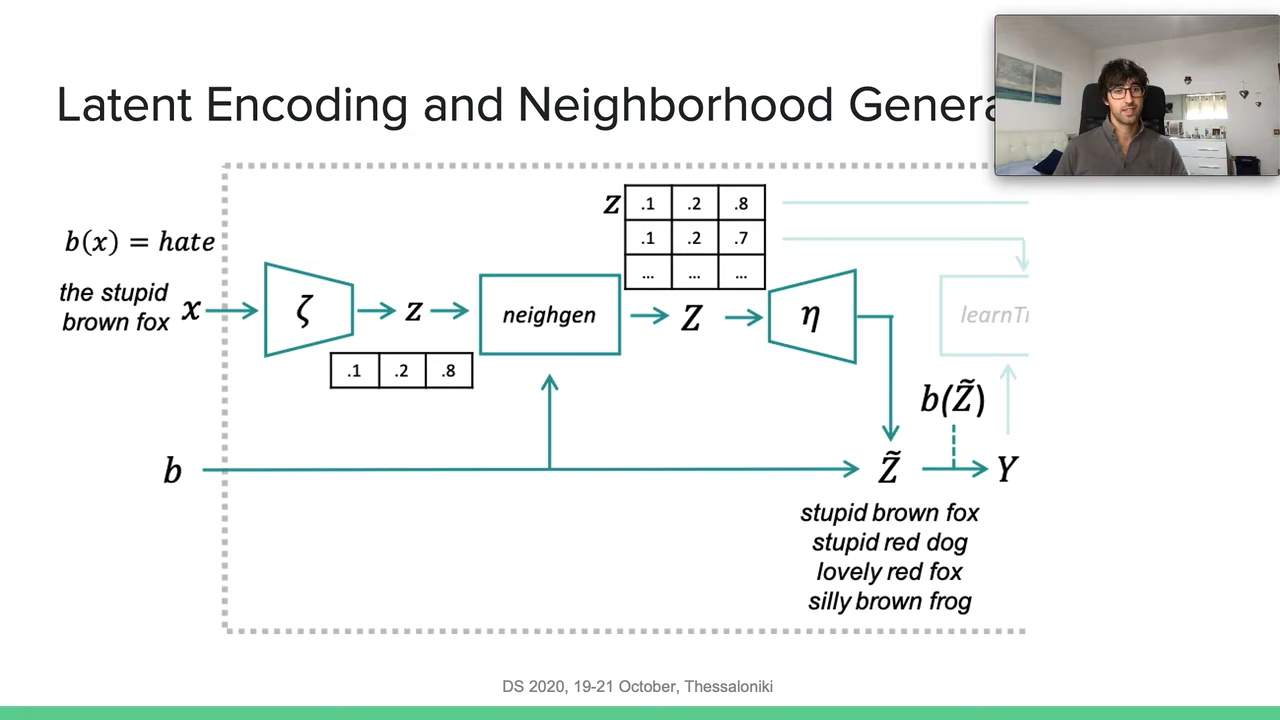 Latent Encoding and Neighborhood Genera
z .1 .2 .8
.1 .2 .7
... ... ...
b(x) = hate
the stupid
brown fox
x
ζ
z
neighgen
Z
η
learnTr
.1 .2 .8
b(Z̃)
b
Z̃
Y
stupid brown fox
stupid red dog
lovely red fox
silly brown frog
DS 2020, 19-21 October, Thessaloniki